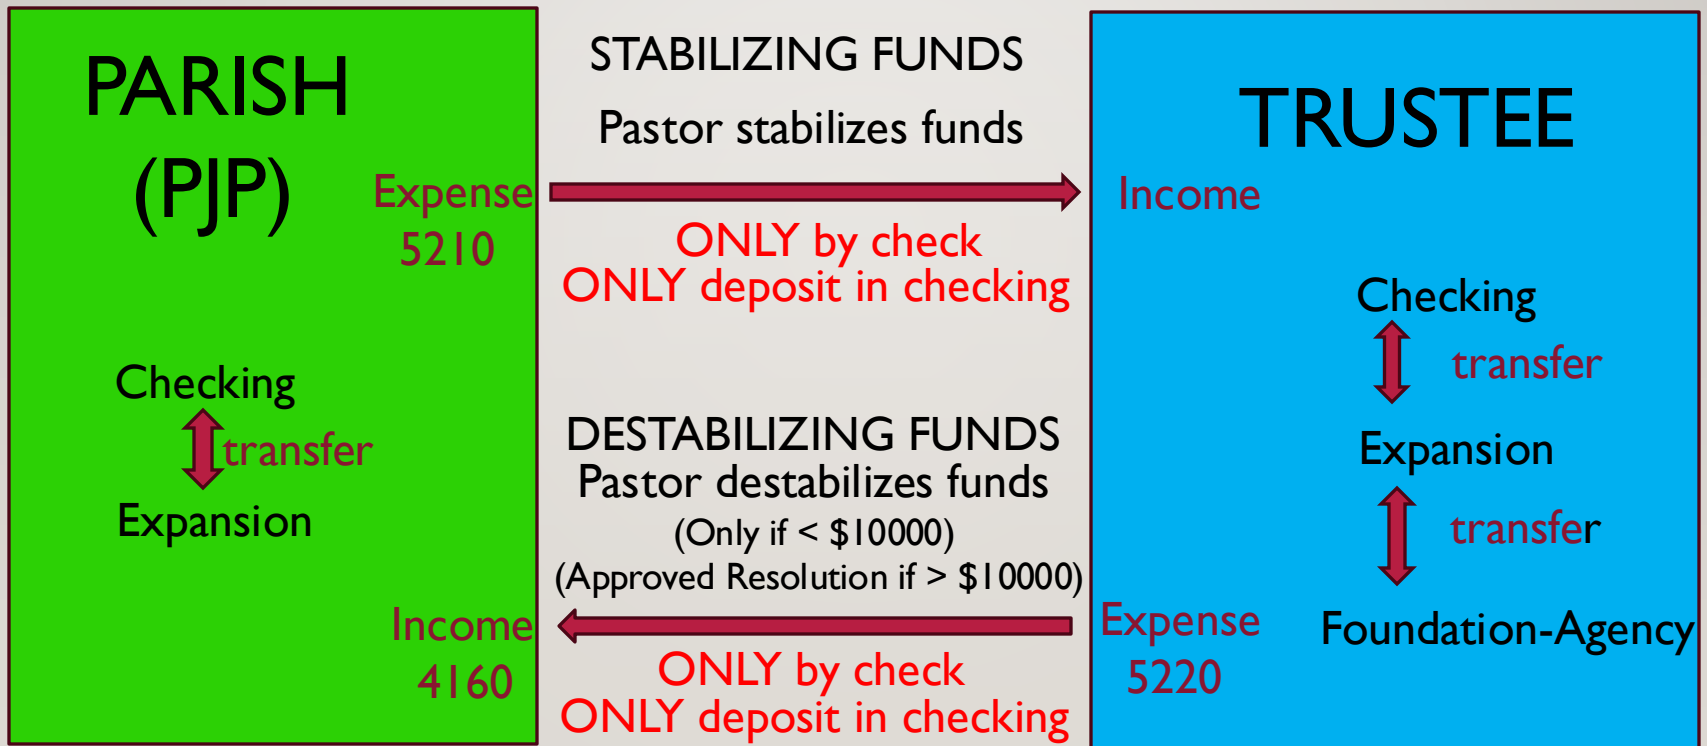 PARISH
(PJP)
Expense
5210
Checking
transfer
Expansion
Income
4160
STABILIZING FUNDS
Pastor stabilizes funds
ONLY by check
ONLY deposit in checking
DESTABILIZING FUNDS
Pastor destabilizes funds
(Only if < $10000)
(Approved Resolution if > $10000)
ONLY by check
ONLY deposit in checking
TRUSTEE
Income
Checking
transfer
Expansion
transfer
Foundation-Agency
Expense
5220